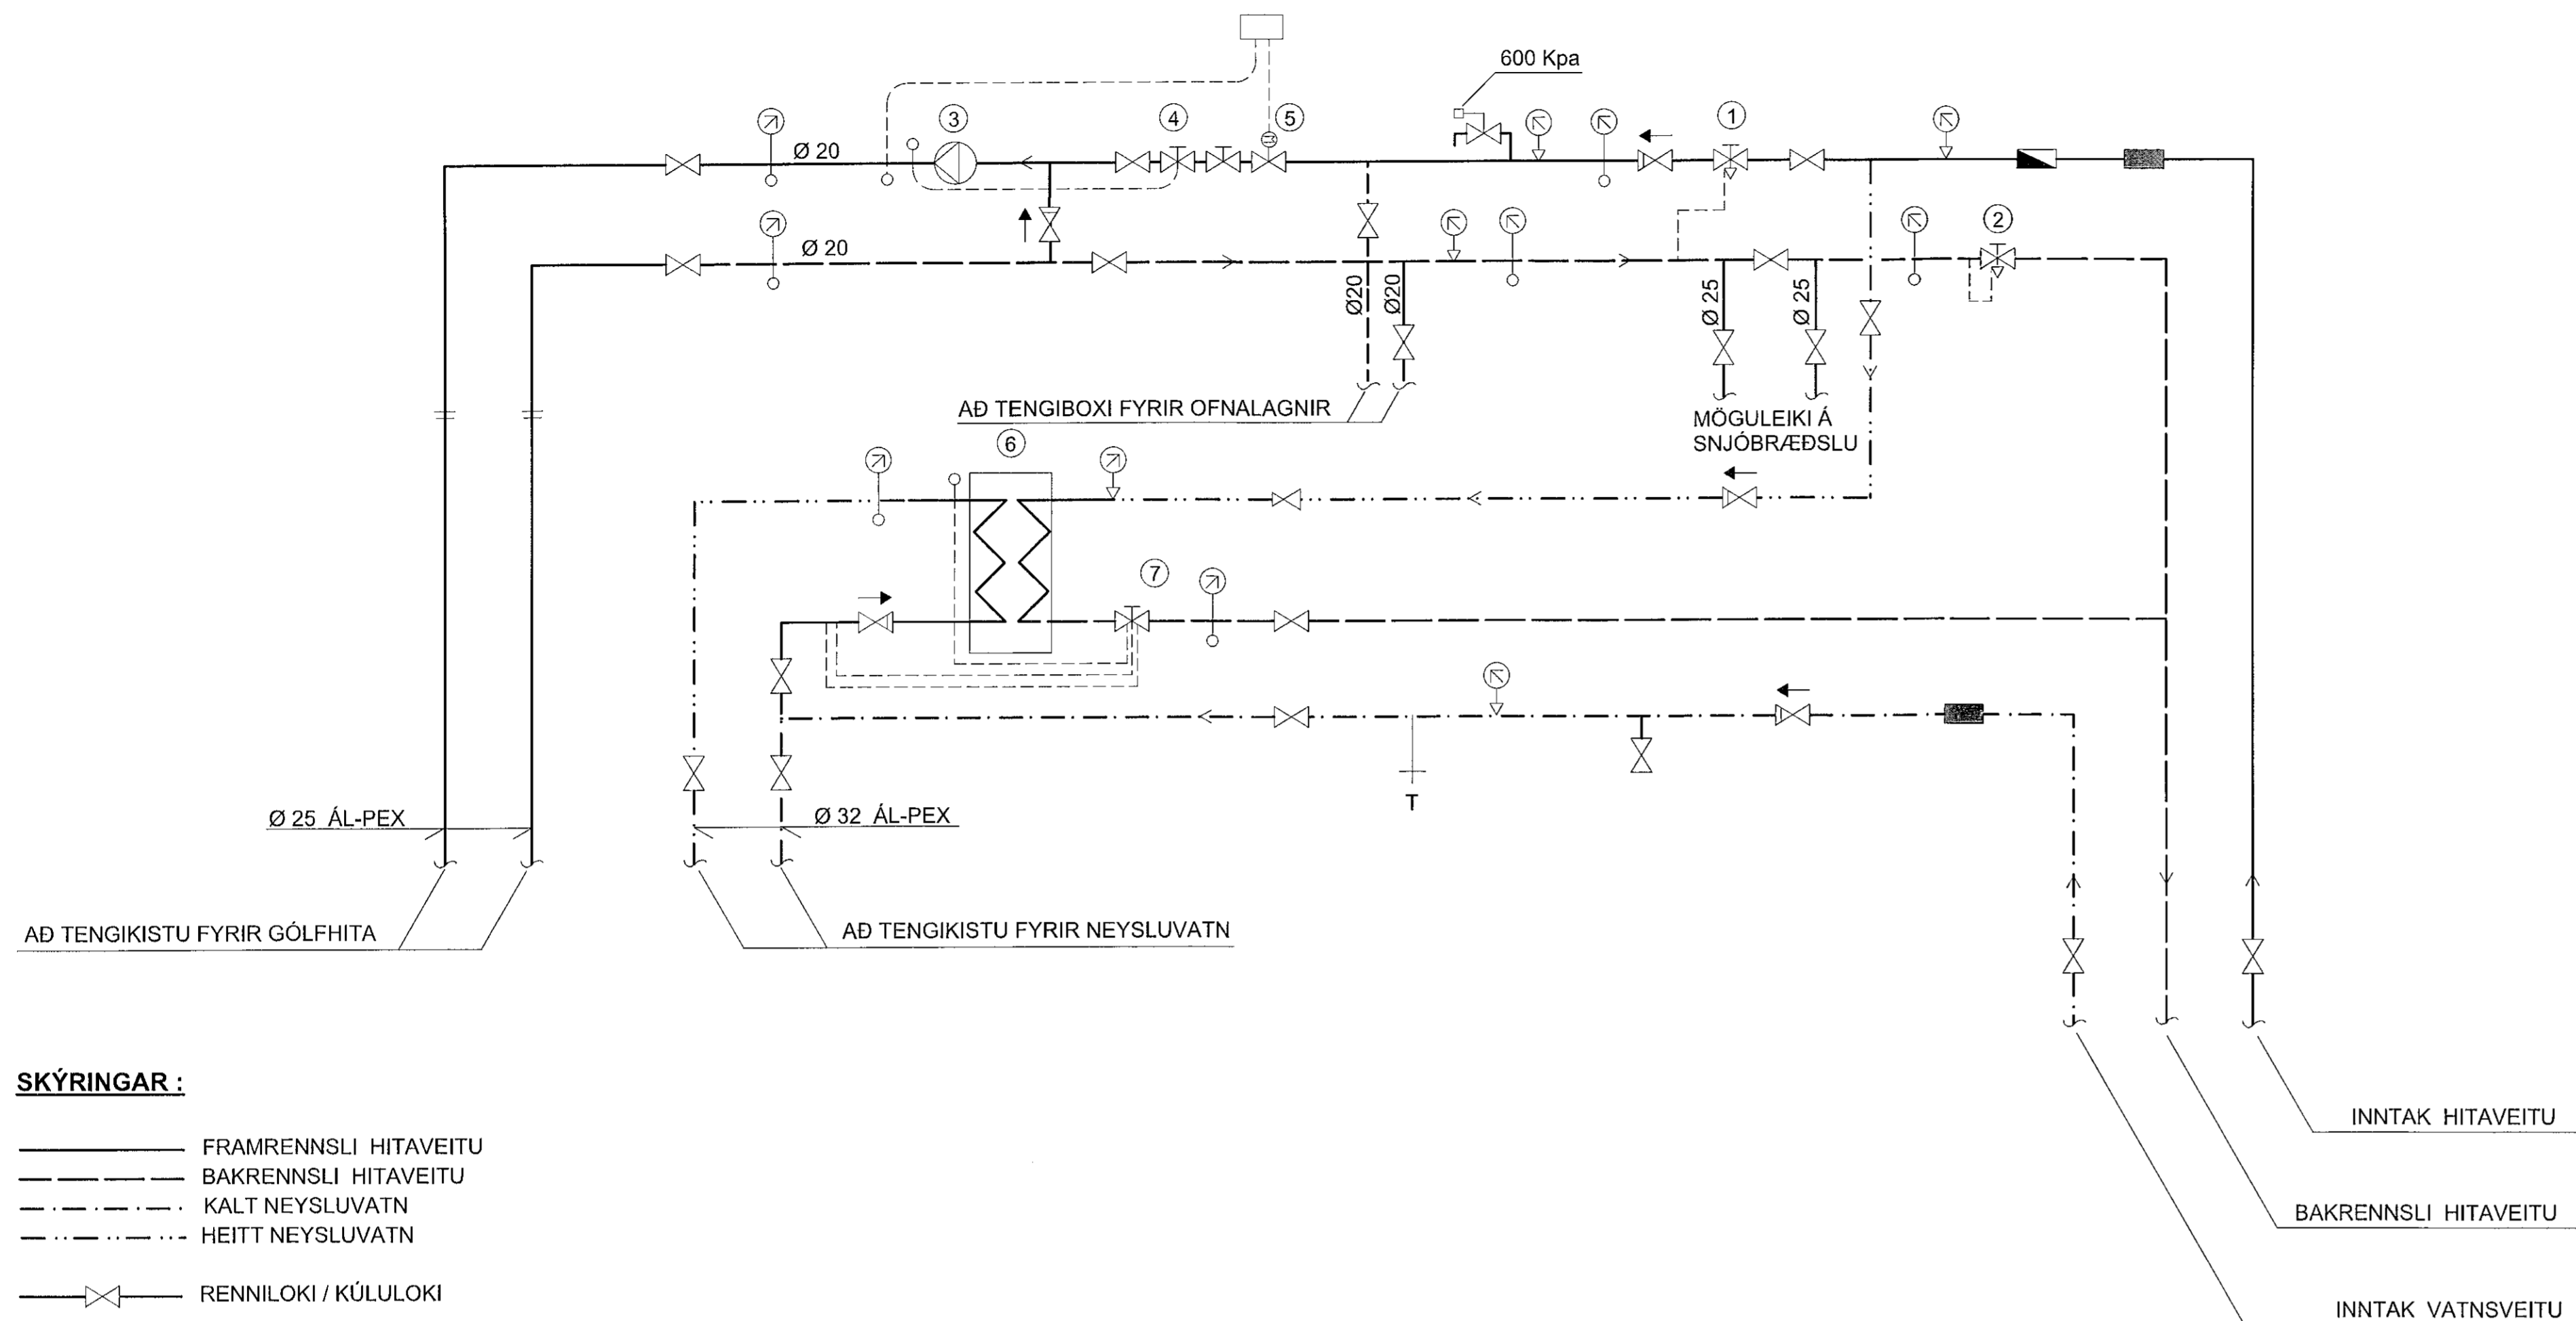 600 Kpa
3
4
5
1
Ø 20
2
Ø 20
Ø20
Ø20
Ø 25
Ø 25
AÐ TENGIBOXI FYRIR OFNALAGNIR
MÖGULEIKI Á
SNJÓBRÆÐSLU
6
7
T
Ø 25 ÁL-PEX
Ø 32 ÁL-PEX
AÐ TENGIKISTU FYRIR GÓLFHITA
AÐ TENGIKISTU FYRIR NEYSLUVATN
SKÝRINGAR :
FRAMRENNSLI HITAVEITU
BAKRENNSLI HITAVEITU
KALT NEYSLUVATN
HEITT NEYSLUVATN
RENNILOKI / KÚLULOKI
INNTAK HITAVEITU
BAKRENNSLI HITAVEITU
INNTAK VATNSVEITU